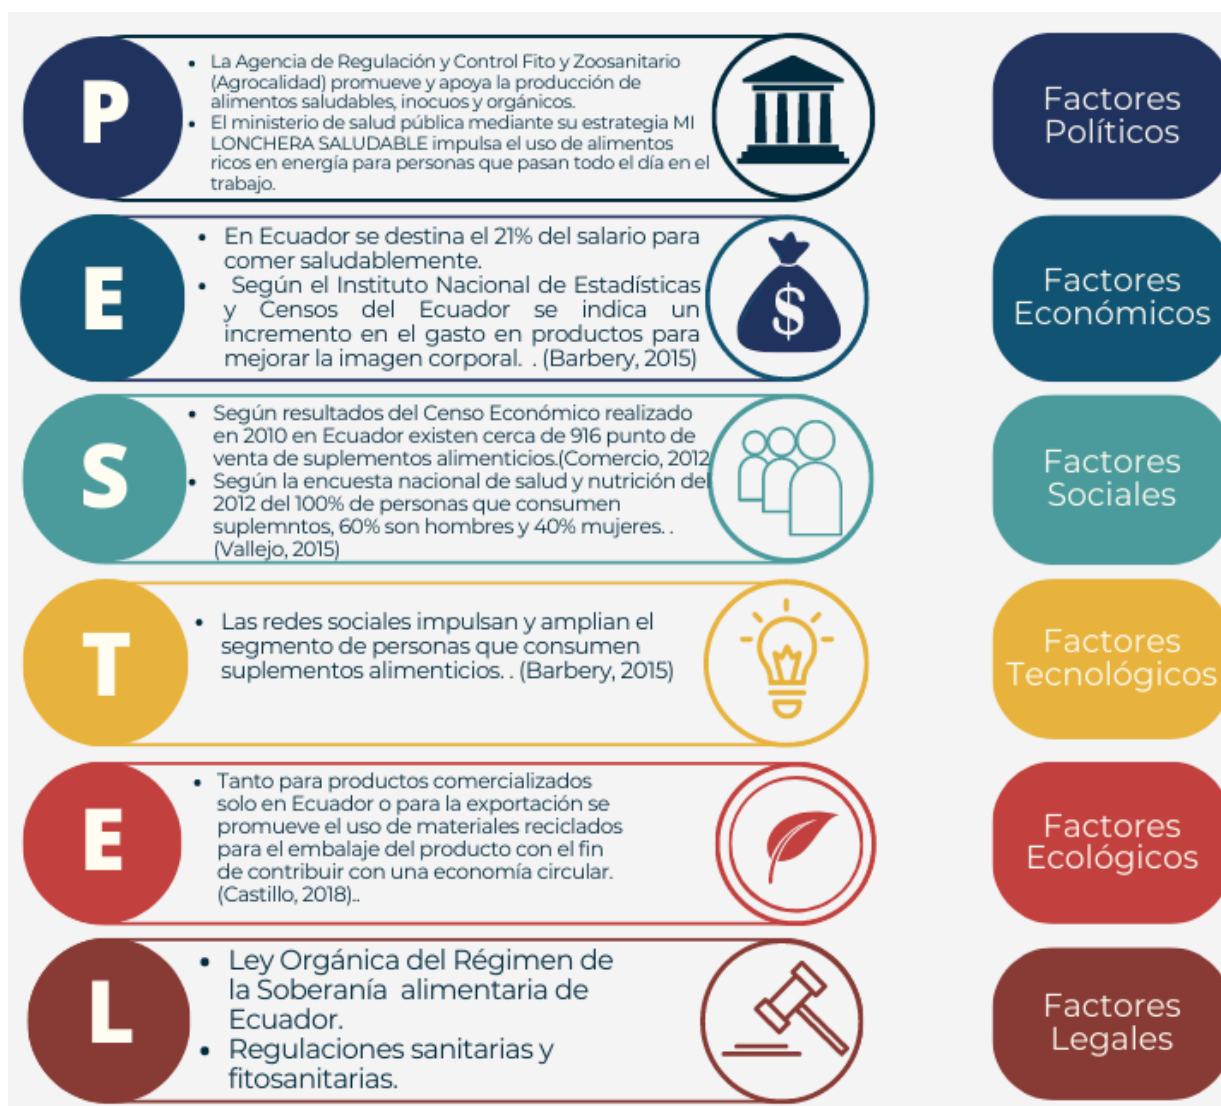 P
• La Agencia de Regulación y Control Fito y Zoosanitario
(Agrocalidad) promueve y apoya la producción de
alimentos saludables, inocuos y orgánicos.
• El ministerio de salud pública mediante su estrategia MI
LONCHERA SALUDABLE impulsa el uso de alimentos
ricos en energía para personas que pasan todo el día en el
trabajo.
Factores
Políticos
E
• En Ecuador se destina el 21% del salario para
comer saludablemente.
• Según el Instituto Nacional de Estadísticas
y Censos del Ecuador se indica un
incremento en el gasto en productos para
mejorar la imagen corporal. . (Barbery, 2015)
$
Factores
Económicos
S
• Según resultados del Censo Económico realizado
en 2010 en Ecuador existen cerca de 916 punto de
venta de suplementos alimenticios.(Comercio, 2012
• Según la encuesta nacional de salud y nutrición del
2012 del 100% de personas que consumen
suplemntos, 60% son hombres y 40% mujeres. .
(Vallejo, 2015)
Factores
Sociales
T
• Las redes sociales impulsan y amplian el
segmento de personas que consumen
suplementos alimenticios. . (Barbery, 2015)
Factores
Tecnológicos
E
• Tanto para productos comercializados
solo en Ecuador o para la exportación se
promueve el uso de materiales reciclados
para el embalaje del producto con el fin
de contribuir con una economía circular.
(Castillo, 2018)..
Factores
Ecológicos
L
• Ley Orgánica del Régimen de
la Soberanía alimentaria de
Ecuador.
• Regulaciones sanitarias y
fitosanitarias.
Factores
Legales